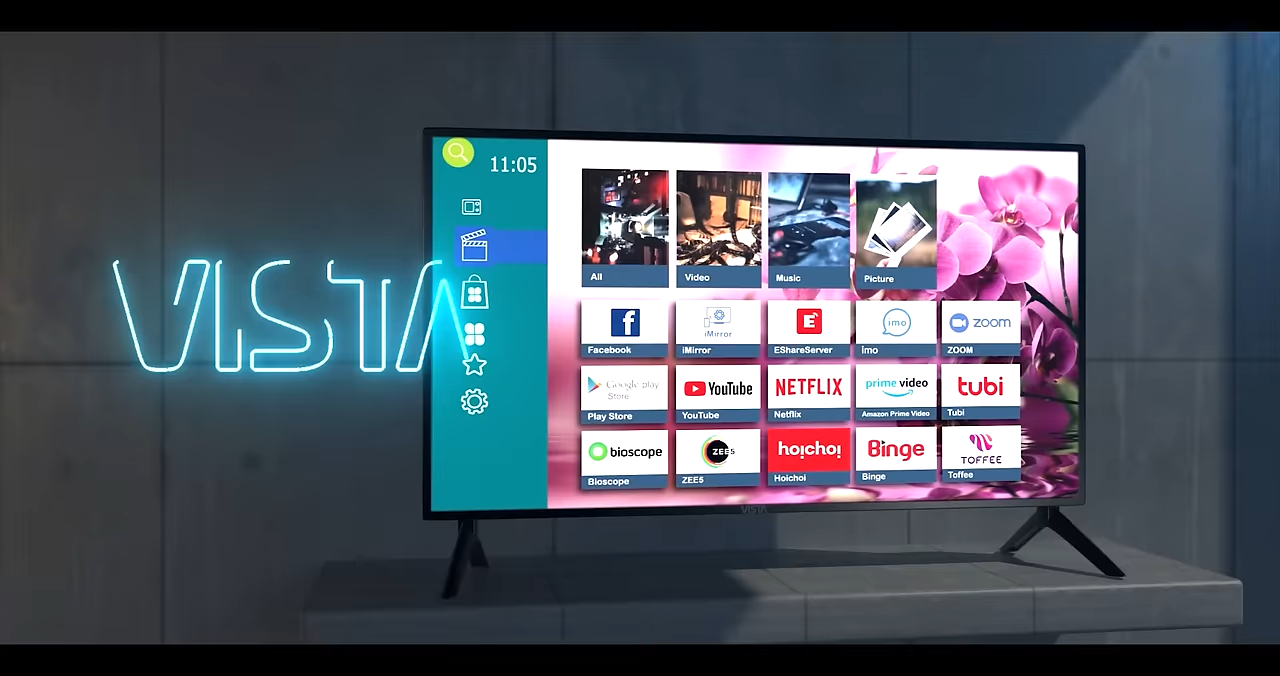 VISTA
11:05
All
Video
Music
Picture
f
iMirror
E
imo
zoom
Facebook
iMirror
EShareServer
imo
ZOOM
Google play
Store
YouTube
NETFLIX
prime video
tubi
Play Store
YouTube
Netflix
Amazon Prime Video
Tubi
bioscope
ZEE5
hoichoi
Binge
TOFFEE
Bioscope
ZEE5
Hoichoi
Binge
Toffee
VISTA